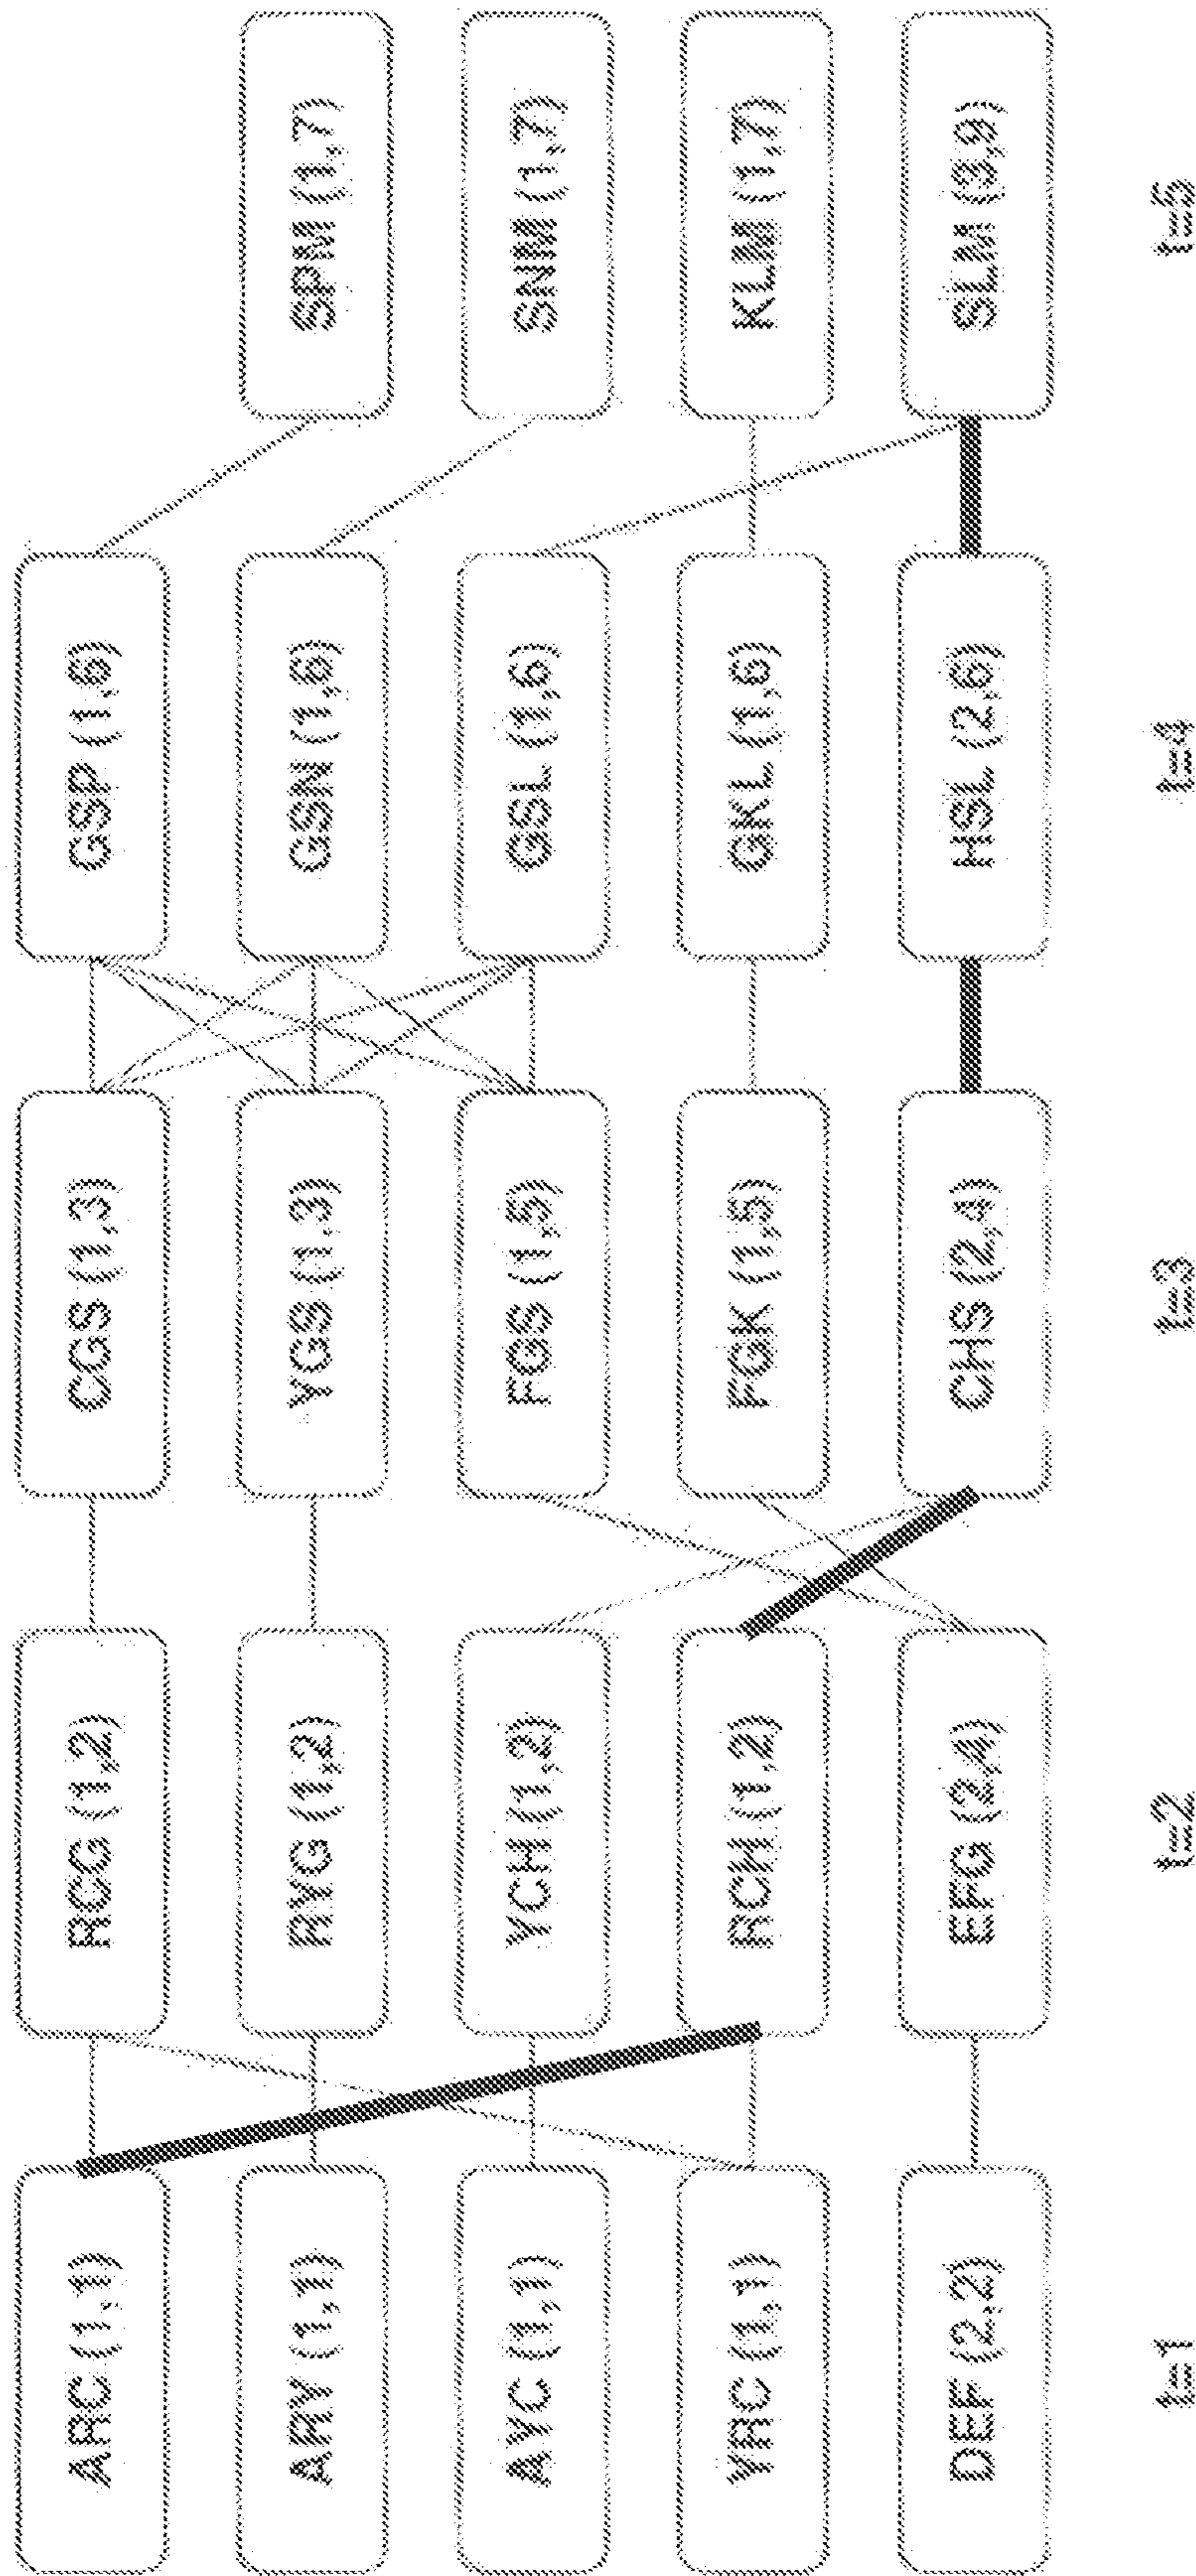 ARC (1,1)
ARY (1,1)
AYC (1,1)
YRC (1,1)
DEF (2,2)
t=1
RCG (1,2)
RYG (1,2)
YCH (1,2)
RCH (1,2)
EFG (2,4)
t=2
CGS (1,3)
YGS (1,3)
FGS (1,5)
FGK (1,5)
CHS (2,4)
t=3
GSP (1,6)
GSN (1,6)
GSL (1,6)
GKL (1,6)
HSL (2,6)
t=4
SPM (1,7)
SNM (1,7)
KLM (1,7)
SLM (3,9)
t=5